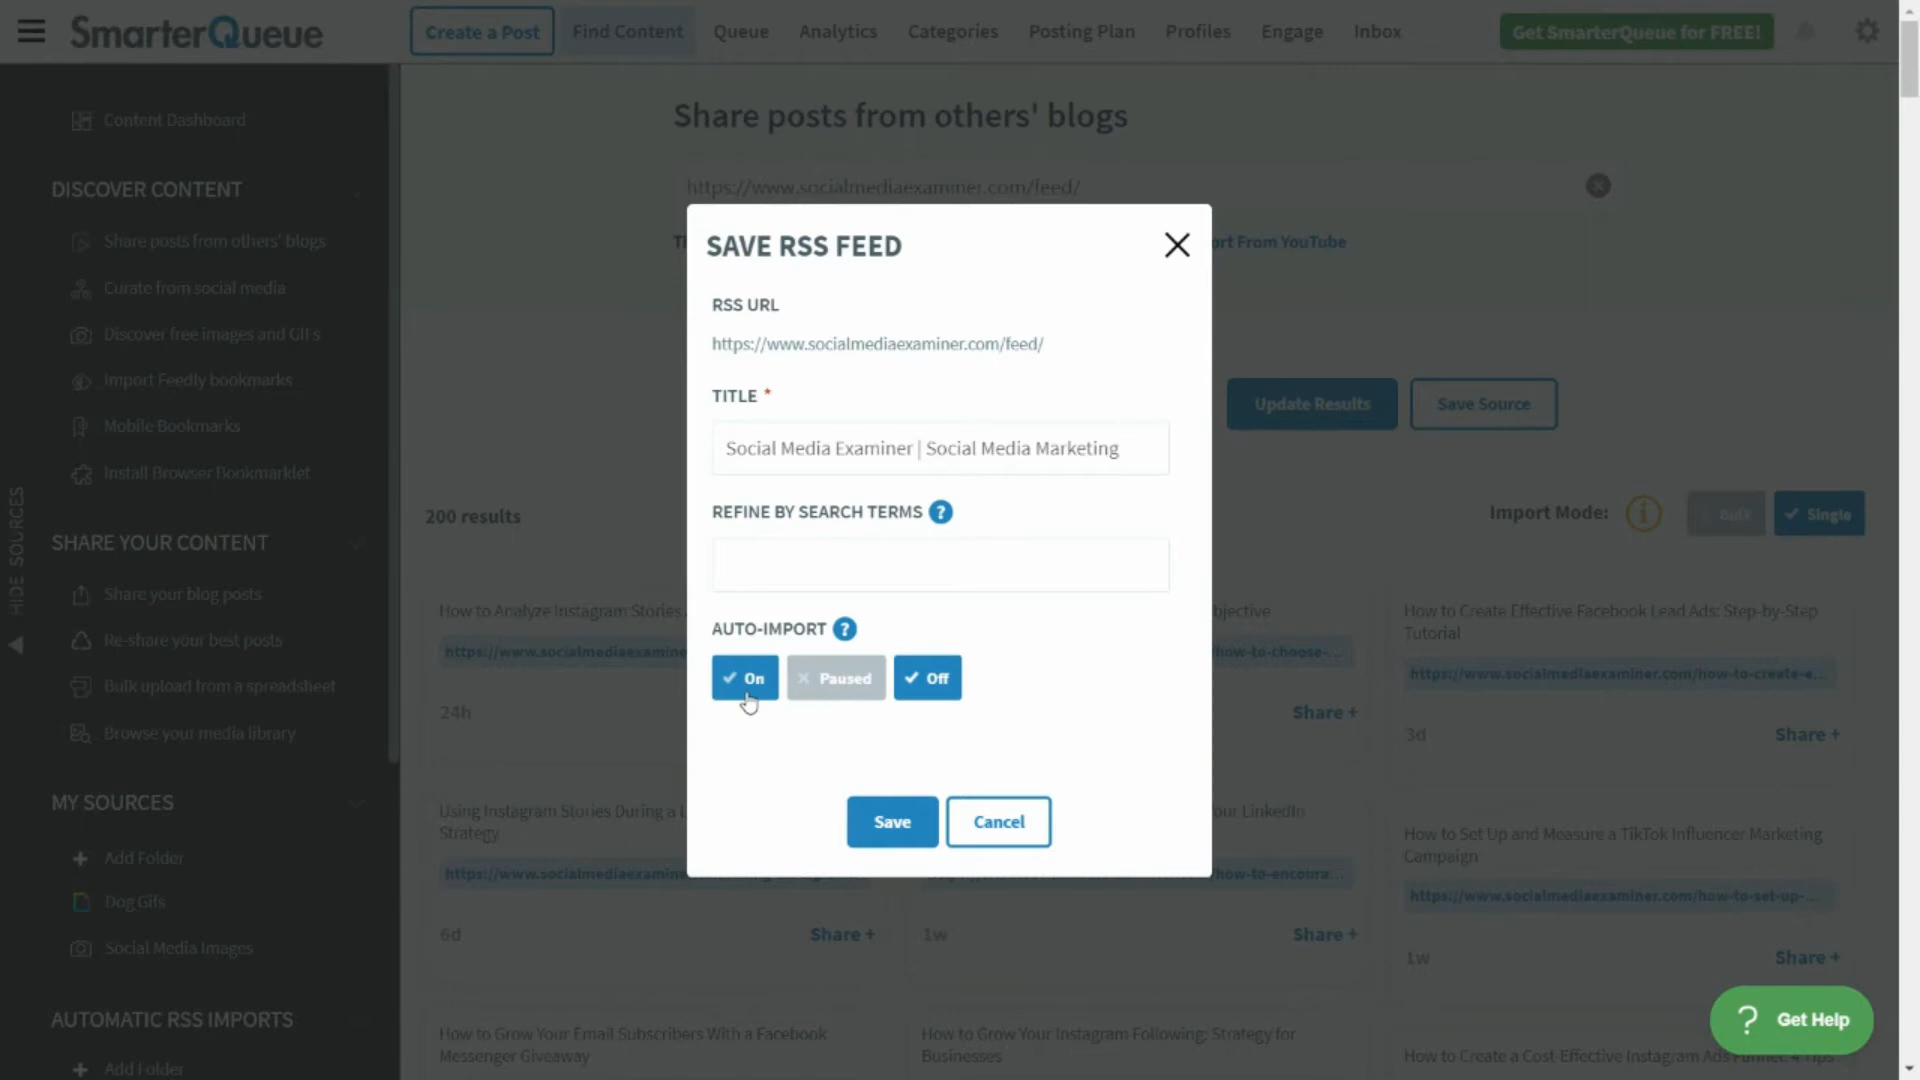 SmarterQueue
Create a Post
Find Content
Queue
Analytics
Categories
Posting Plan
Profiles
Engage
Inbox
Get SmarterQueue for FREE!
Content Dashboard
DISCOVER CONTENT
Share posts from others' blogs
Curate from social media
Discover free images and GIFs
Import Feedly bookmarks
Mobile Bookmarks
Install Browser Bookmarklet
HIDE SOURCES
SHARE YOUR CONTENT
Share your blog posts
Re-share your best posts
Bulk upload from a spreadsheet
Browse your media library
MY SOURCES
Add Folder
Dog Gifs
Social Media Images
AUTOMATIC RSS IMPORTS
Add Folder
Share posts from others' blogs
https://www.socialmediaexaminer.com/feed/
ort From YouTube
SAVE RSS FEED
RSS URL
https://www.socialmediaexaminer.com/feed/
TITLE *
Social Media Examiner | Social Media Marketing
REFINE BY SEARCH TERMS ?
AUTO-IMPORT ?
On
Paused
Off
Save
Cancel
Update Results
Save Source
200 results
Import Mode:
Bulk
Single
How to Analyze Instagram Stories
https://www.socialmediaexamine
24h
bjective
how-to-choose-...
Share +
How to Create Effective Facebook Lead Ads: Step-by-Step
Tutorial
https://www.socialmediaexaminer.com/how-to-create-e...
3d
Share +
Using Instagram Stories During a L
Strategy
https://www.socialmediaexamine
6d
Share +
our LinkedIn
how-to-encoura...
1w
Share +
How to Set Up and Measure a TikTok Influencer Marketing
Campaign
https://www.socialmediaexaminer.com/how-to-set-up-...
1w
Share +
How to Grow Your Email Subscribers With a Facebook
Messenger Giveaway
How to Grow Your Instagram Following: Strategy for
Businesses
How to Create a Cost-Effective Instagram Ads Funnel: 4 Tips
? Get Help